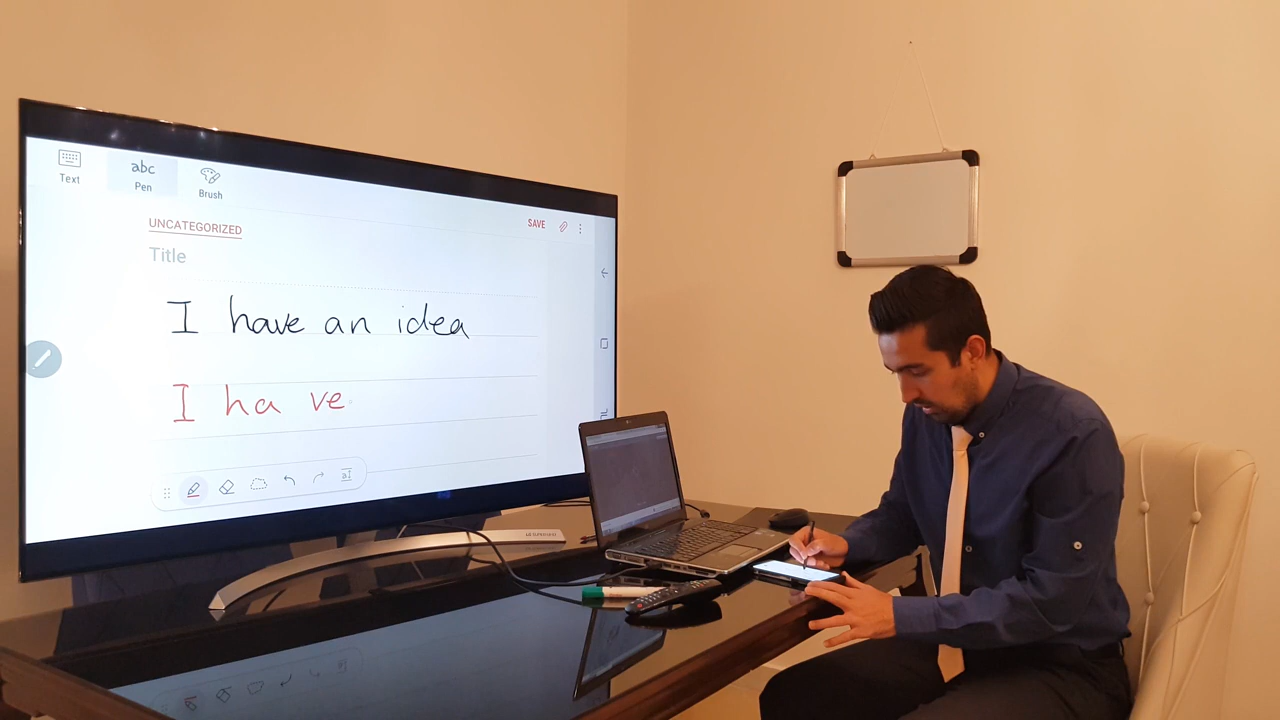 Text
abc
Pen
Brush
UNCATEGORIZED
SAVE
Title
I have an idea
I ha ve